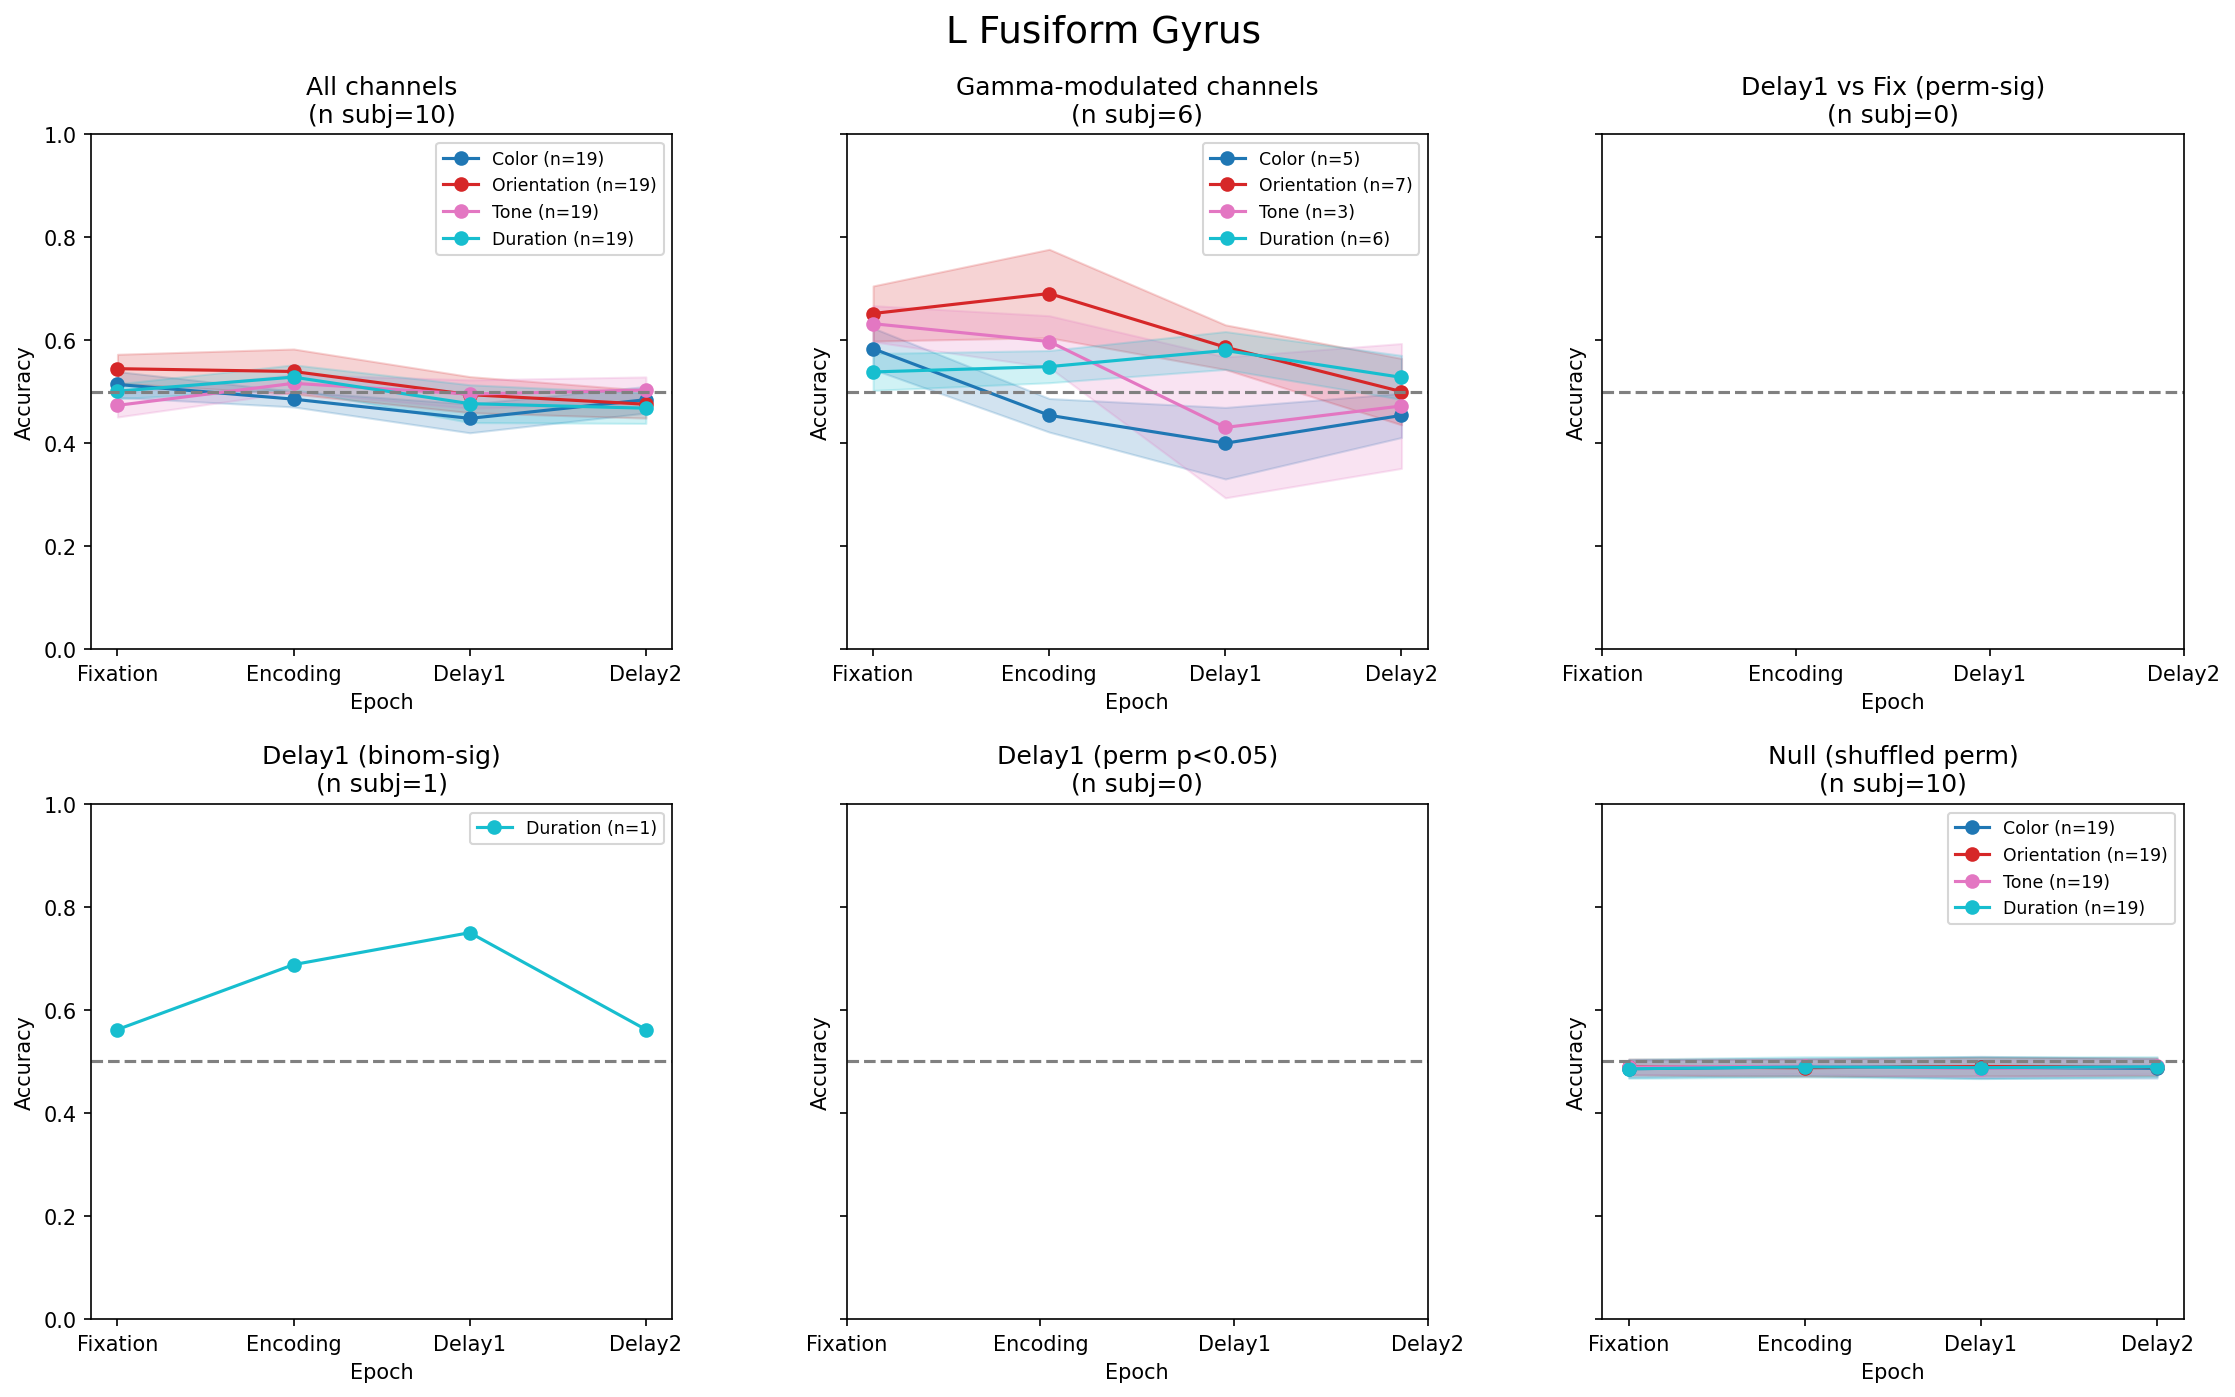 L Fusiform Gyrus
All channels
(n subj=10)
1.0
0.8
0.6
0.4
0.2
0.0
Accuracy
Color (n=19)
Orientation (n=19)
Tone (n=19)
Duration (n=19)
Fixation Encoding Delay1 Delay2
Epoch
Gamma-modulated channels
(n subj=6)
Accuracy
Color (n=5)
Orientation (n=7)
Tone (n=3)
Duration (n=6)
Fixation Encoding Delay1 Delay2
Epoch
Delay1 vs Fix (perm-sig)
(n subj=0)
Accuracy
Fixation Encoding Delay1 Delay2
Epoch
Delay1 (binom-sig)
(n subj=1)
1.0
0.8
0.6
0.4
0.2
0.0
Accuracy
Duration (n=1)
Fixation Encoding Delay1 Delay2
Epoch
Delay1 (perm p<0.05)
(n subj=0)
Accuracy
Fixation Encoding Delay1 Delay2
Epoch
Null (shuffled perm)
(n subj=10)
Accuracy
Color (n=19)
Orientation (n=19)
Tone (n=19)
Duration (n=19)
Fixation Encoding Delay1 Delay2
Epoch